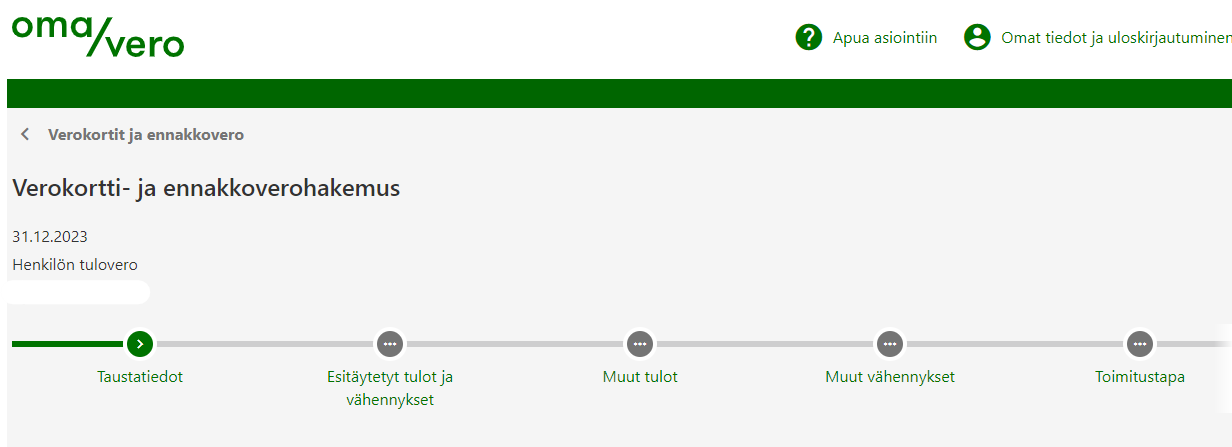 oma/vero
Apua asiointiin
Omat tiedot ja uloskirjautuminen
Verokortit ja ennakkovero
Verokortti- ja ennakkoverohakemus
31.12.2023
Henkilön tulovero
Taustatiedot
Esitäytetyt tulot ja
vähennykset
Muut tulot
Muut vähennykset
Toimitustapa